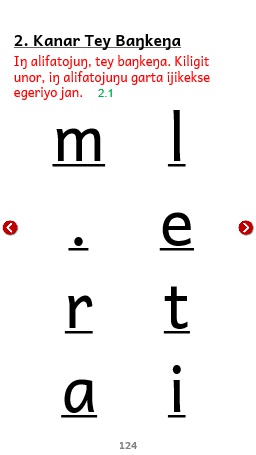 2. Kanar Tey Baŋkeŋa
Iŋ alifatojuŋ, tey baŋkeŋa. Kiligit
unor, iŋ alifatojuŋu garta ijikekse
egeriyo jan. 2.1
m l
. e
r t
a i
124